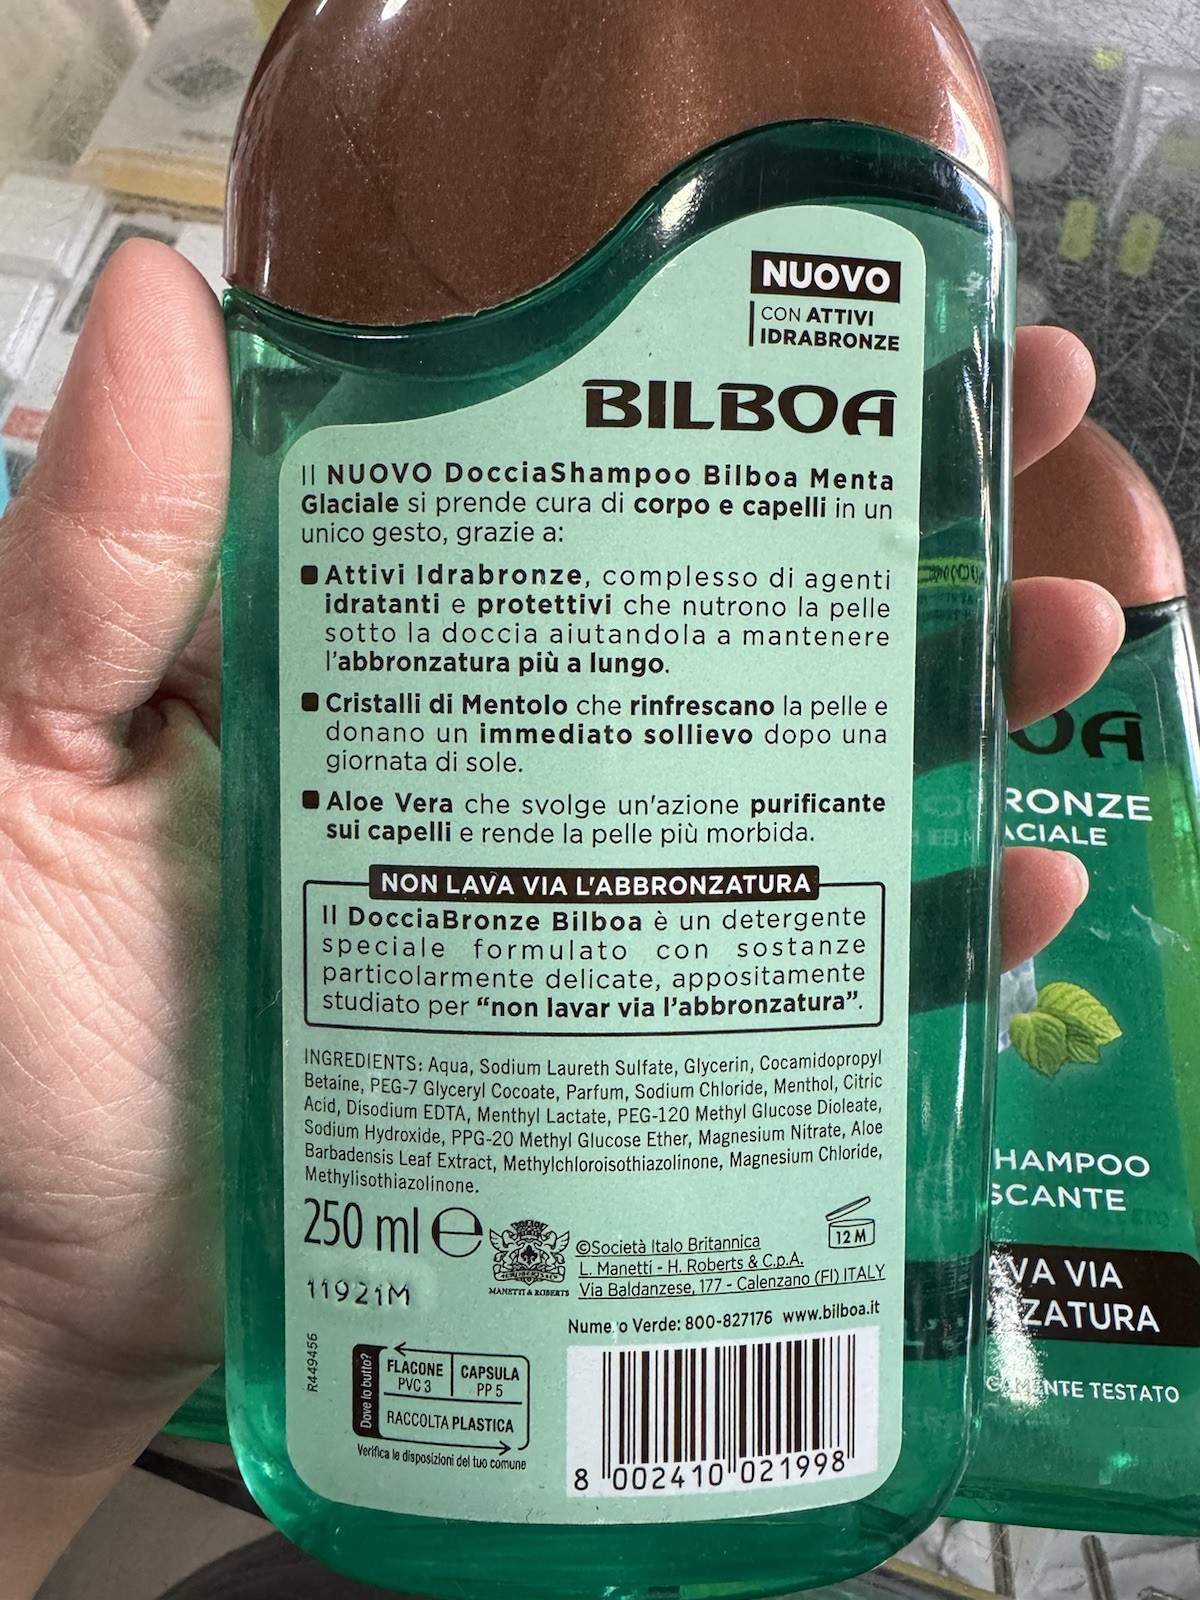 NUOVO
CON ATTIVI
IDRABRONZE
BILBOA
Il NUOVO DocciaShampoo Bilboa Menta
Glaciale si prende cura di corpo e capelli in un
unico gesto, grazie a:
Attivi Idrabronze, complesso di agenti
idratanti e protettivi che nutrono la pelle
sotto la doccia aiutandola a mantenere
l'abbronzatura più a lungo.
Cristalli di Mentolo che rinfrescano la pelle e
donano un immediato sollievo dopo una
giornata di sole.
Aloe Vera che svolge un'azione purificante
sui capelli e rende la pelle più morbida.
NON LAVA VIA L'ABBRONZATURA
Il DocciaBronze Bilboa è un detergente
speciale formulato con sostanze
particolarmente delicate, appositamente
studiato per “non lavar via l'abbronzatura”.
INGREDIENTS: Aqua, Sodium Laureth Sulfate, Glycerin, Cocamidopropyl
Betaine, PEG-7 Glyceryl Cocoate, Parfum, Sodium Chloride, Menthol, Citric
Acid, Disodium EDTA, Menthyl Lactate, PEG-120 Methyl Glucose Dioleate,
Sodium Hydroxide, PPG-20 Methyl Glucose Ether, Magnesium Nitrate, Aloe
Barbadensis Leaf Extract, Methylchloroisothiazolinone, Magnesium Chloride,
Methylisothiazolinone.
250 ml ℮
12 M
MANETTI & ROBERTS
©Società Italo Britannica
L. Manetti - H. Roberts & C.p.A.
Via Baldanzese, 177 - Calenzano (FI) ITALY
11921M
Numero Verde: 800-827176 www.bilboa.it
R449456
Dove lo butto?
FLACONE
PVC 3
CAPSULA
PP 5
RACCOLTA PLASTICA
Verifica le disposizioni del tuo comune
8 002410 021998
OA
RONZE
ACIALE
HAMPOO
SCANTE
AVA VIA
ZATURA
NTE TESTATO